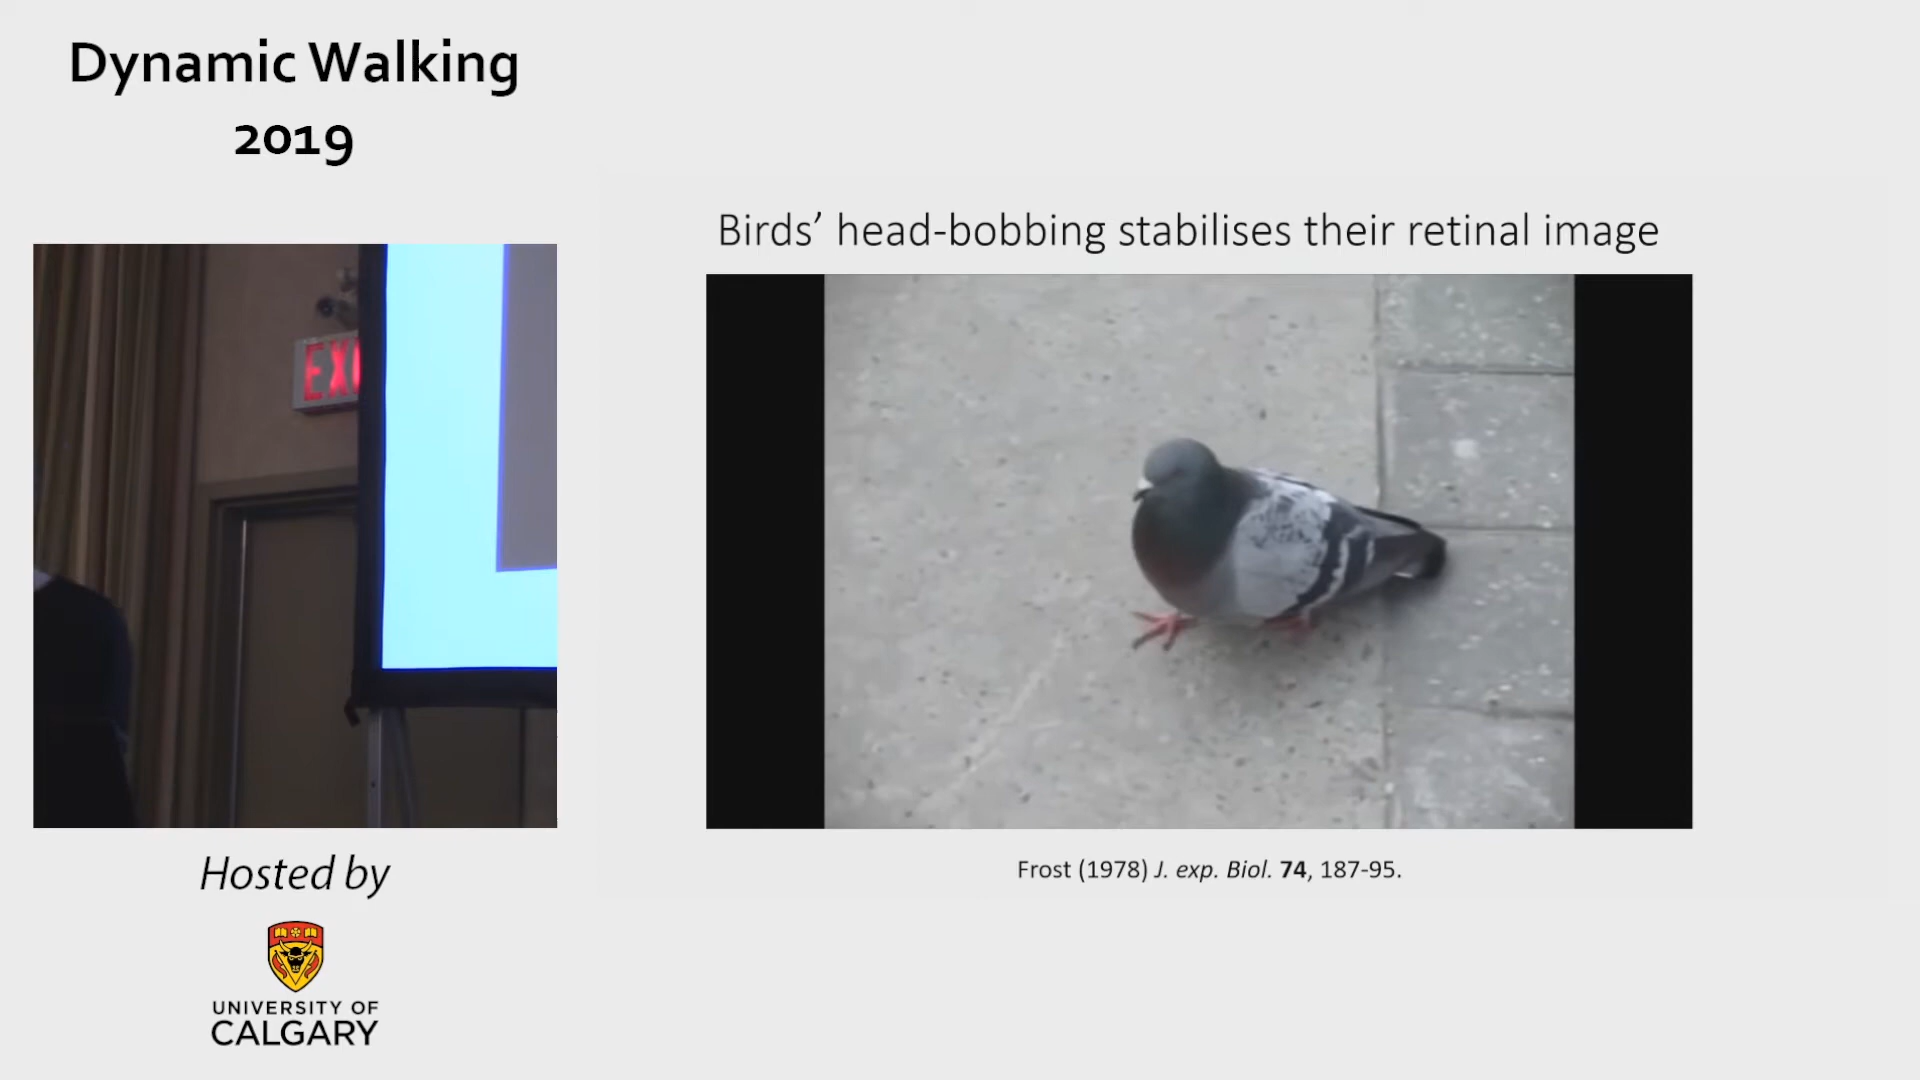 Dynamic Walking
2019
Birds’ head-bobbing stabilises their retinal image
Frost (1978) J. exp. Biol. 74, 187-95.
Hosted by
UNIVERSITY OF
CALGARY